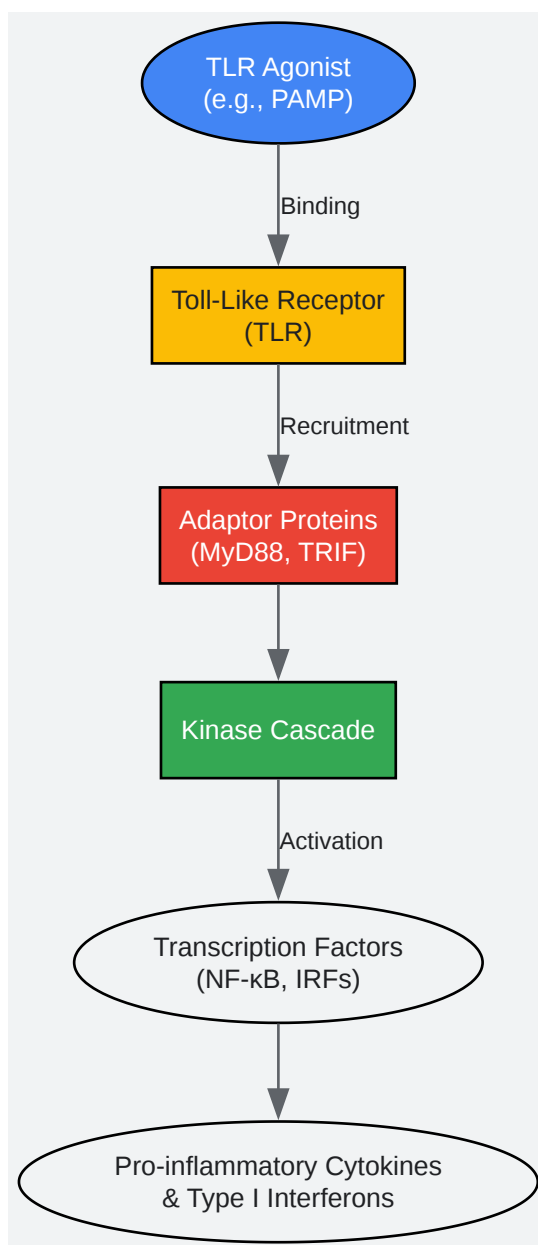 TLR Agonist
(e.g., PAMP)
Binding
Toll-Like Receptor
(TLR)
Recruitment
Adaptor Proteins
(MyD88, TRIF)
Kinase Cascade
Activation
Transcription Factors
(NF-κB, IRFs)
Pro-inflammatory Cytokines
& Type I Interferons